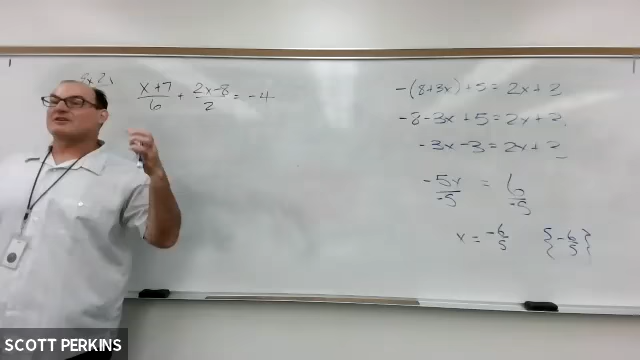 x+7/6 + 2x-8/2 = -4
-(8+3x)+5 = 2x+3
-8-3x+5 = 2x+3
-3x-3 = 2x+3
-5x/-5 = 6/-5
x = -6/5 {-6/5}
SCOTT PERKINS